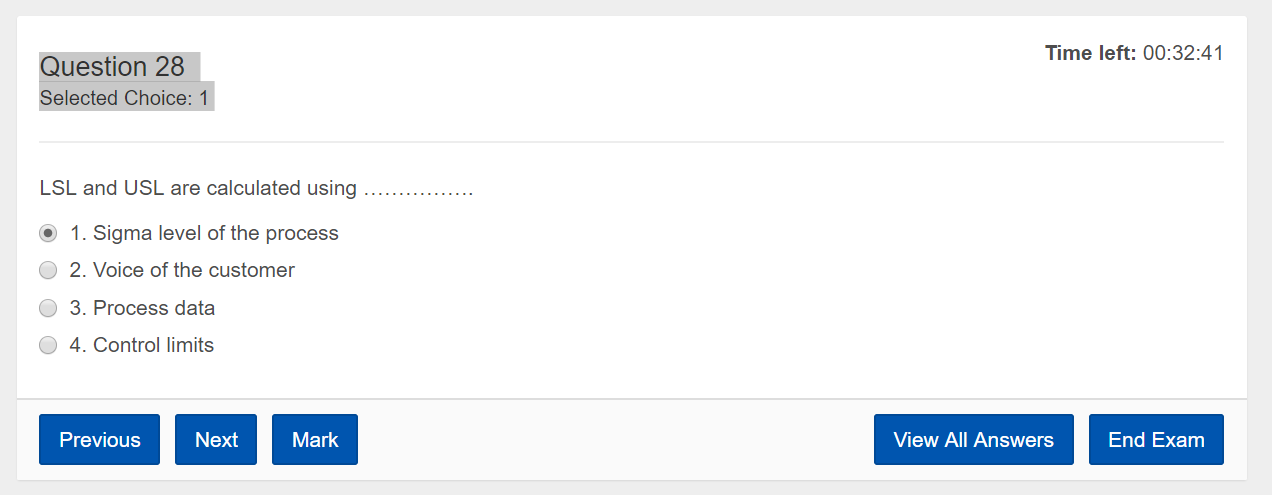 Question 28
Time left: 00:32:41
Selected Choice: 1
LSL and USL are calculated using …………….
1. Sigma level of the process
2. Voice of the customer
3. Process data
4. Control limits
Previous Next Mark View All Answers End Exam